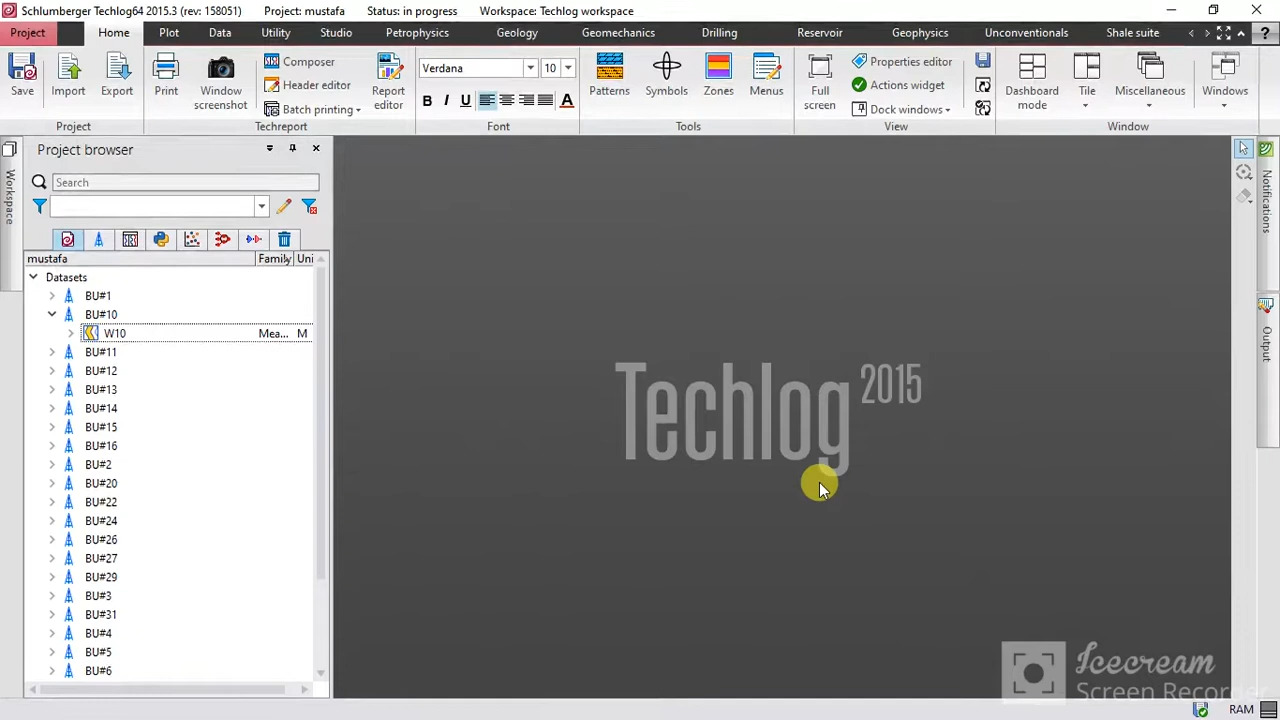 Schlumberger Techlog64 2015.3 (rev: 158051) Project: mustafa Status: in progress Workspace: Techlog workspace
Project Home Plot Data Utility Studio Petrophysics Geology Geomechanics Drilling Reservoir Geophysics Unconventionals Shale suite
Save Import Export
Project
Print Window screenshot Composer Header editor Batch printing Report editor
Techreport
Verdana 10
B I U A
Font
Patterns Symbols Zones Menus
Tools
Full screen Properties editor Actions widget Dock windows
View
Dashboard mode Tile Miscellaneous Windows
Window
Workspace
Project browser
Search
mustafa Family Uni
Datasets
BU#1
BU#10
W10 Mea... M
BU#11
BU#12
BU#13
BU#14
BU#15
BU#16
BU#2
BU#20
BU#22
BU#24
BU#26
BU#27
BU#29
BU#3
BU#31
BU#4
BU#5
BU#6
Techlog 2015
Notifications
Output
Icecream
Screen Recorder
RAM